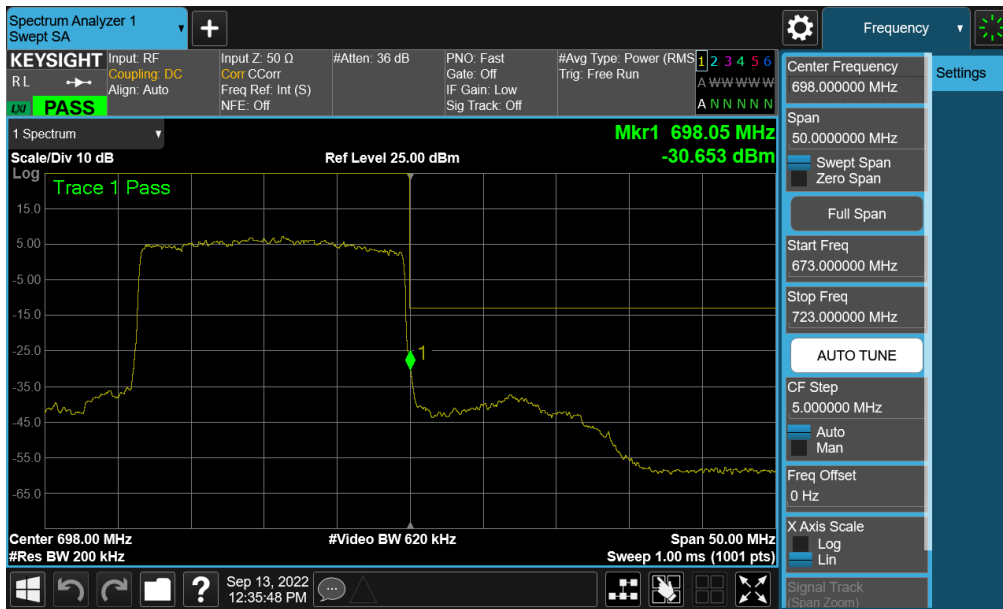 Spectrum Analyzer 1
Swept SA
Frequency
KEYSIGHT
R L
LXI PASS
Input: RF
Coupling: DC
Align: Auto
Input Z: 50 Ω
Corr CCorr
Freq Ref: Int (S)
NFE: Off
#Atten: 36 dB
PNO: Fast
Gate: Off
IF Gain: Low
Sig Track: Off
#Avg Type: Power (RMS
Trig: Free Run
1 2 3 4 5 6
A W W W W W
A N N N N N
1 Spectrum
Scale/Div 10 dB
Ref Level 25.00 dBm
Mkr1 698.05 MHz
-30.653 dBm
Log
Trace 1 Pass
15.0
5.00
-5.00
-15.0
-25.0
-35.0
-45.0
-55.0
-65.0
1
Center 698.00 MHz
#Video BW 620 kHz
Span 50.00 MHz
#Res BW 200 kHz
Sweep 1.00 ms (1001 pts)
Center Frequency
698.000000 MHz
Settings
Span
50.0000000 MHz
Swept Span
Zero Span
Full Span
Start Freq
673.000000 MHz
Stop Freq
723.000000 MHz
AUTO TUNE
CF Step
5.000000 MHz
Auto
Man
Freq Offset
0 Hz
X Axis Scale
Log
Lin
Signal Track
(Span Zoom)
?
Sep 13, 2022
12:35:48 PM